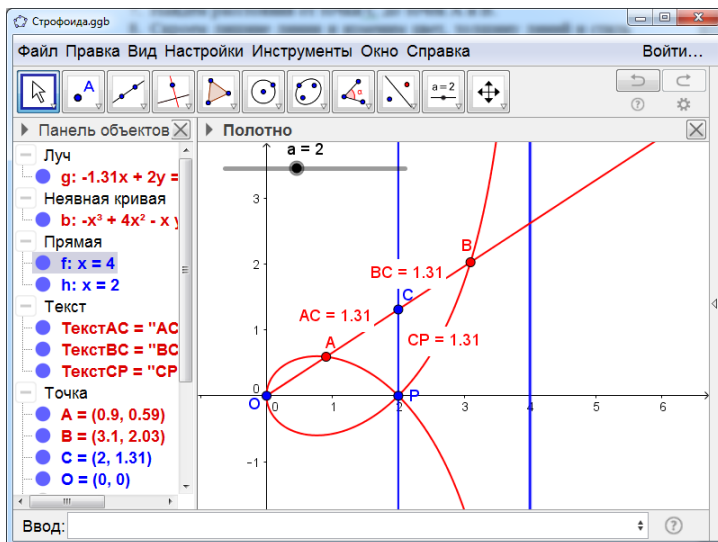 Строфоида.ggb
Файл Правка Вид Настройки Инструменты Окно Справка Войти...
A a=2
Панель объектов
Луч
g: -1.31x + 2y =
Неявная кривая
b: -x³ + 4x² - x y
Прямая
f: x = 4
h: x = 2
Текст
ТекстAC = "AC
ТекстBC = "BC
ТекстCP = "CP
Точка
A = (0.9, 0.59)
B = (3.1, 2.03)
C = (2, 1.31)
O = (0, 0)
Полотно
a = 2
3
B
2
BC = 1.31
C
AC = 1.31
1
A
CP = 1.31
0
O P
0 1 2 3 4 5 6
-1
Ввод: